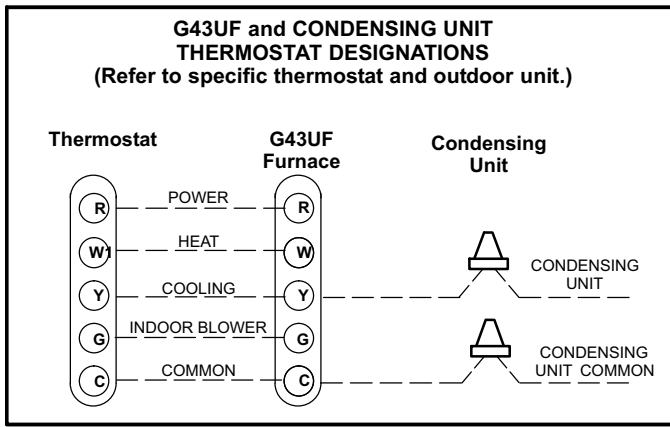 G43UF and CONDENSING UNIT
THERMOSTAT DESIGNATIONS
(Refer to specific thermostat and outdoor unit.)
Thermostat
G43UF
Furnace
Condensing
Unit
R
POWER
R
W1
HEAT
W
Y
COOLING
Y
CONDENSING
UNIT
G
INDOOR BLOWER
G
C
COMMON
C
CONDENSING
UNIT COMMON